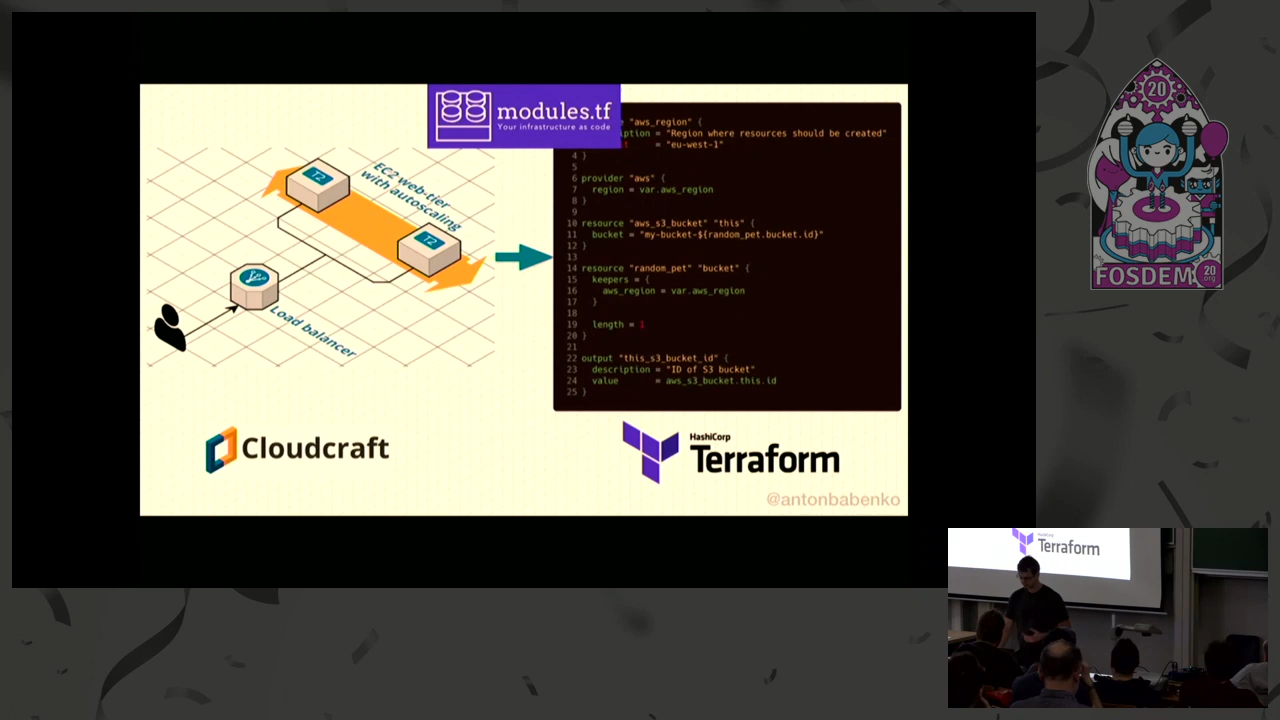 modules.tf
Your infrastructure as code
"aws_region" {
ption = "Region where resources should be created"
= "eu-west-1"
4 }
5
6 provider "aws" {
7 region = var.aws_region
8 }
9
10 resource "aws_s3_bucket" "this" {
11 bucket = "my-bucket-${random_pet.bucket.id}"
12 }
13
14 resource "random_pet" "bucket" {
15 keepers = {
16 aws_region = var.aws_region
17 }
18
19 length = 1
20 }
21
22 output "this_s3_bucket_id" {
23 description = "ID of S3 bucket"
24 value = aws_s3_bucket.this.id
25 }
T2
EC2 web-tier
with autoscaling
T2
Load balancer
Cloudcraft
HashiCorp
Terraform
@antonbabenko
20
FOSDEM
20
.org
Terraform